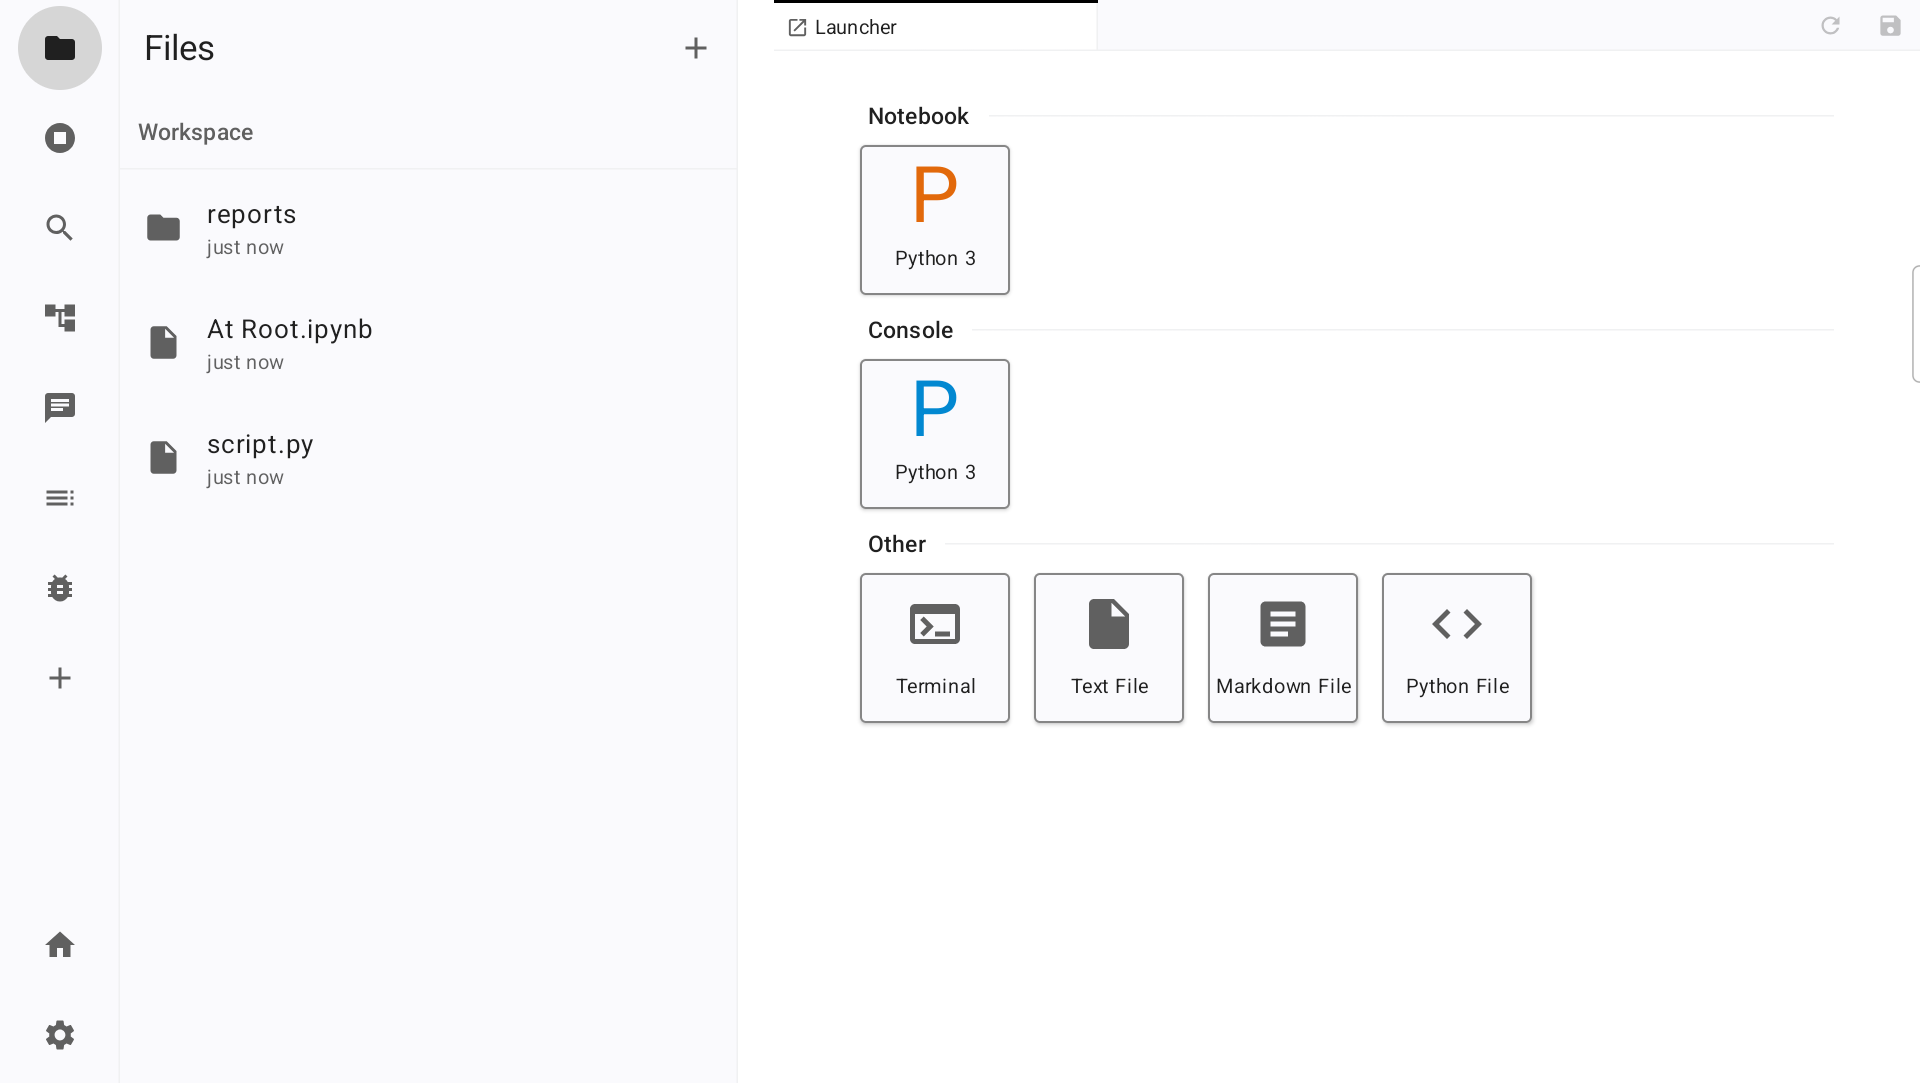 Files
Workspace
reports
just now
At Root.ipynb
just now
script.py
just now
Launcher
Notebook
P
Python 3
Console
P
Python 3
Other
Terminal
Text File
Markdown File
Python File